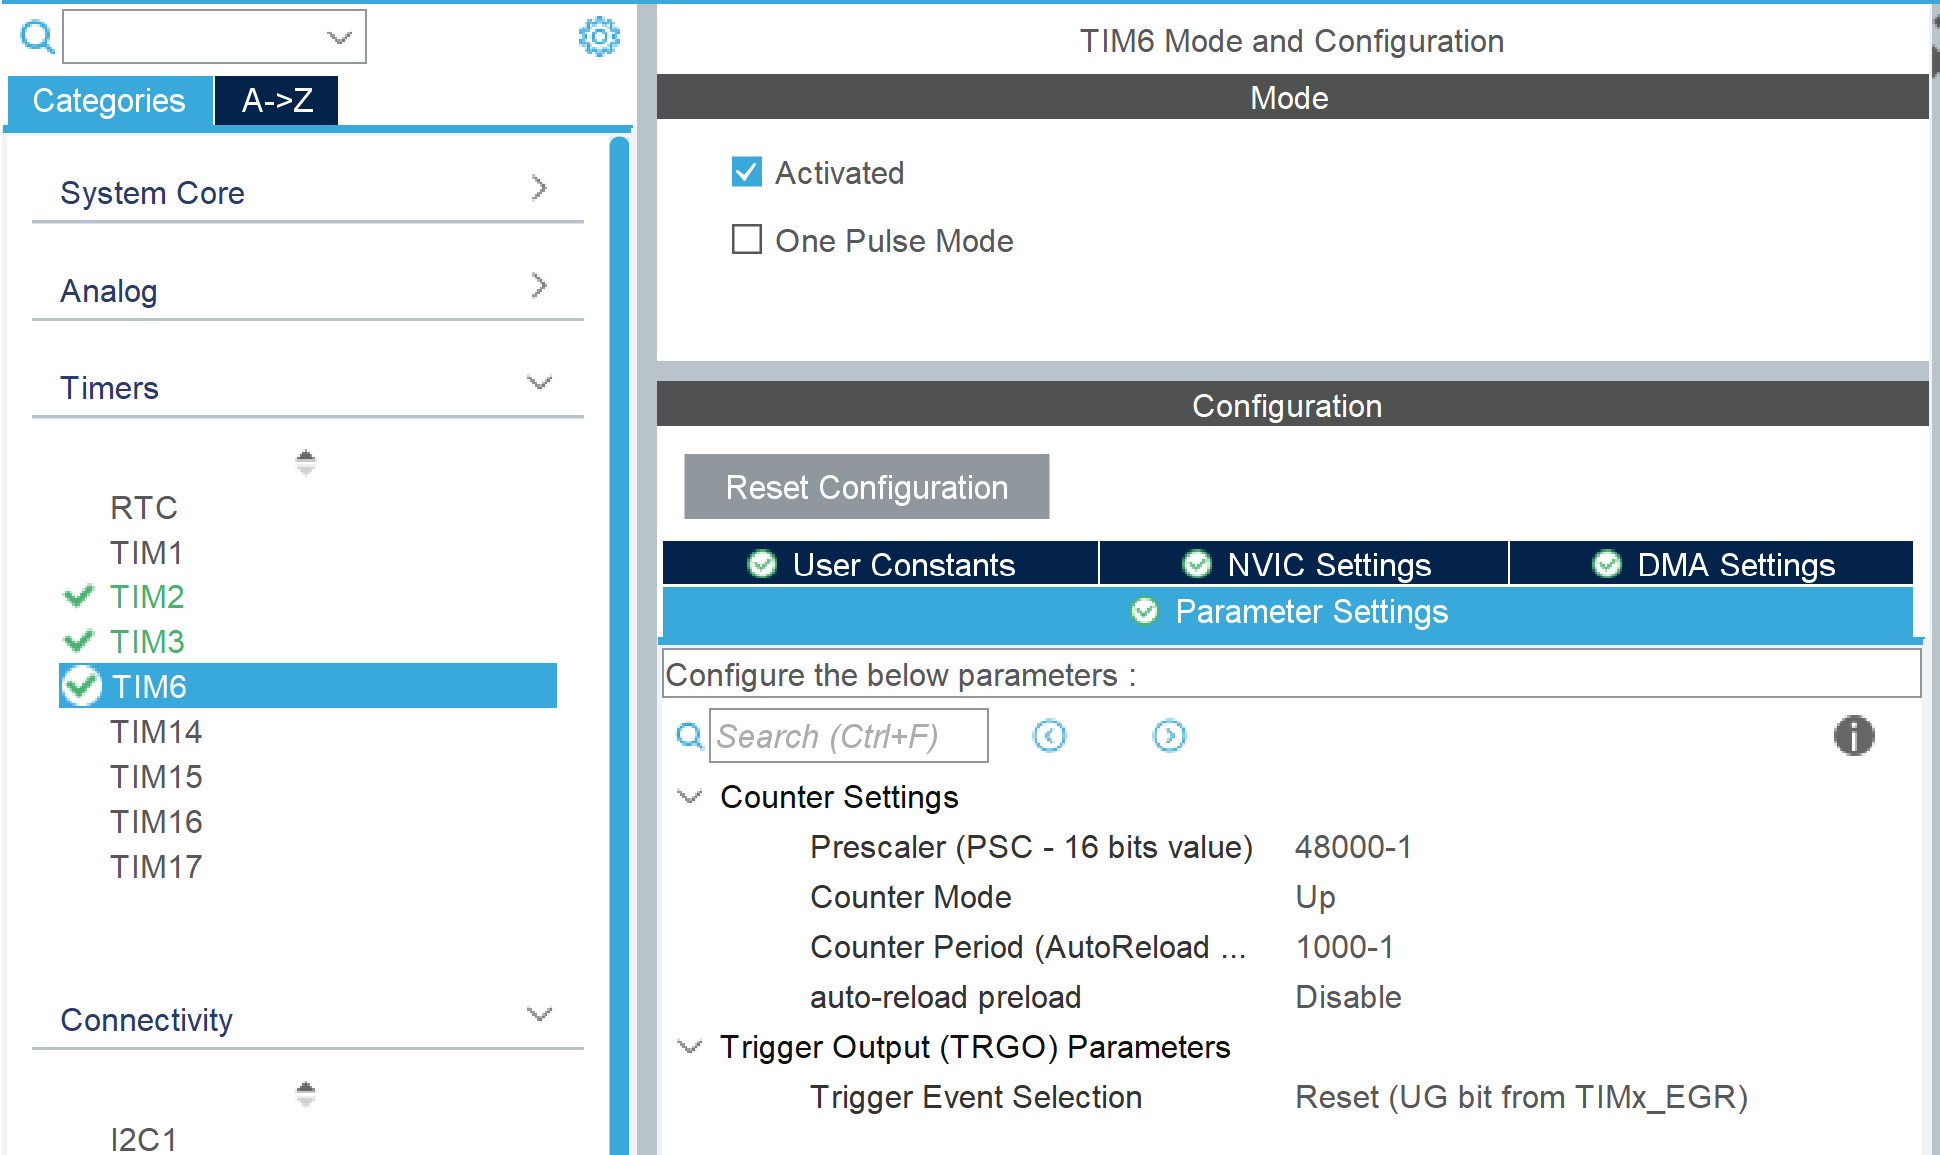 Categories
A->Z
System Core
Analog
Timers
RTC
TIM1
TIM2
TIM3
TIM6
TIM14
TIM15
TIM16
TIM17
Connectivity
I2C1
TIM6 Mode and Configuration
Mode
Activated
One Pulse Mode
Configuration
Reset Configuration
User Constants
NVIC Settings
DMA Settings
Parameter Settings
Configure the below parameters :
Search (Ctrl+F)
Counter Settings
Prescaler (PSC - 16 bits value) 48000-1
Counter Mode Up
Counter Period (AutoReload ... 1000-1
auto-reload preload Disable
Trigger Output (TRGO) Parameters
Trigger Event Selection Reset (UG bit from TIMx_EGR)